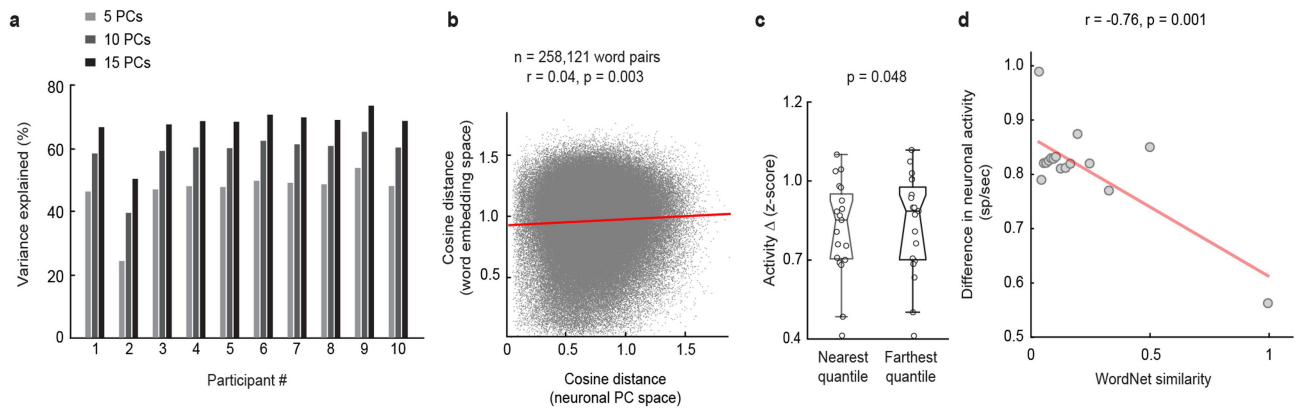 a
5 PCs
10 PCs
15 PCs
Variance explained (%)
80
60
40
20
0
1 2 3 4 5 6 7 8 9 10
Participant #
b
n = 258,121 word pairs
r = 0.04, p = 0.003
Cosine distance
(word embedding space)
1.5
1.0
0.5
0 0.5 1.0 1.5
Cosine distance
(neuronal PC space)
c
p = 0.048
Activity Δ (z-score)
1.2
1.0
0.7
0.4
Nearest quantile
Farthest quantile
d
r = -0.76, p = 0.001
Difference in neuronal activity
(sp/sec)
1.0
0.9
0.8
0.7
0.6
0.5
0 0.5 1
WordNet similarity